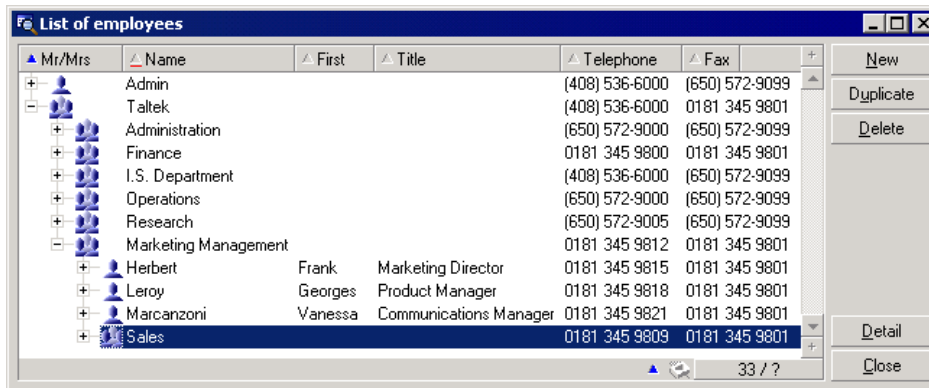 List of employees
Mr/Mrs Name First Title Telephone Fax
New
Admin (408) 536-6000 (650) 572-9099
Duplicate
Taltek (408) 536-6000 0181 345 9801
Administration (650) 572-9000 (650) 572-9099
Delete
Finance 0181 345 9800 0181 345 9801
I.S. Department (408) 536-6000 (650) 572-9099
Operations (650) 572-9000 (650) 572-9099
Research (650) 572-9005 (650) 572-9099
Marketing Management 0181 345 9812 0181 345 9801
Herbert Frank Marketing Director 0181 345 9815 0181 345 9801
Leroy Georges Product Manager 0181 345 9818 0181 345 9801
Marcanzoni Vanessa Communications Manager 0181 345 9821 0181 345 9801
Sales 0181 345 9809 0181 345 9801
Detail
33 / ?
Close